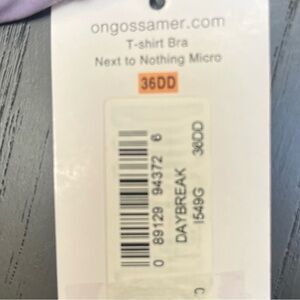 ongossamer.com
T-shirt Bra
Next to Nothing Micro
36DD
0 89129 94372 6
DAYBREAK
I549G 36DD